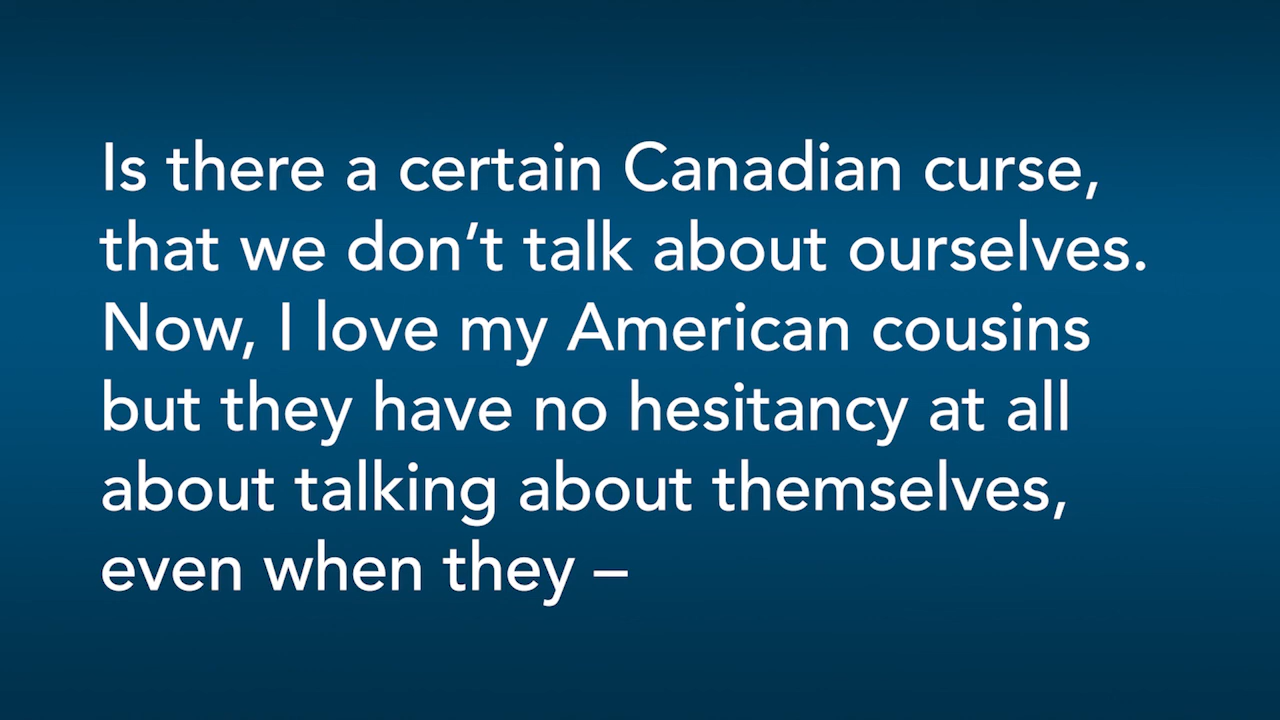 Is there a certain Canadian curse,
that we don’t talk about ourselves.
Now, I love my American cousins
but they have no hesitancy at all
about talking about themselves,
even when they –